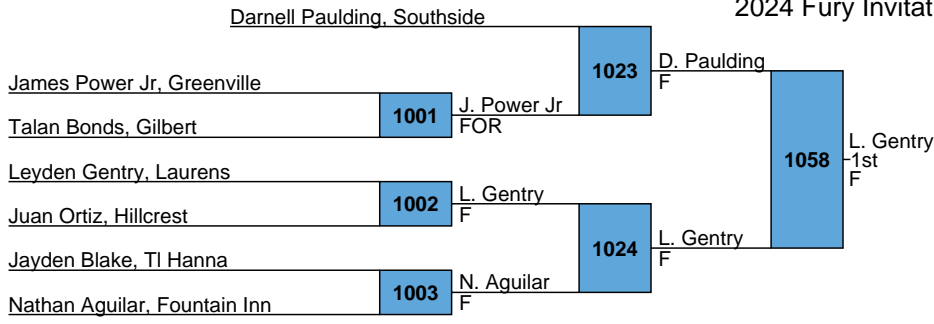 2024 Fury Invitat
Darnell Paulding, Southside
1023
D. Paulding
F
James Power Jr, Greenville
1001
J. Power Jr
FOR
Talan Bonds, Gilbert
1058
L. Gentry
1st
F
Leyden Gentry, Laurens
1002
L. Gentry
F
Juan Ortiz, Hillcrest
1024
L. Gentry
F
Jayden Blake, Tl Hanna
1003
N. Aguilar
F
Nathan Aguilar, Fountain Inn